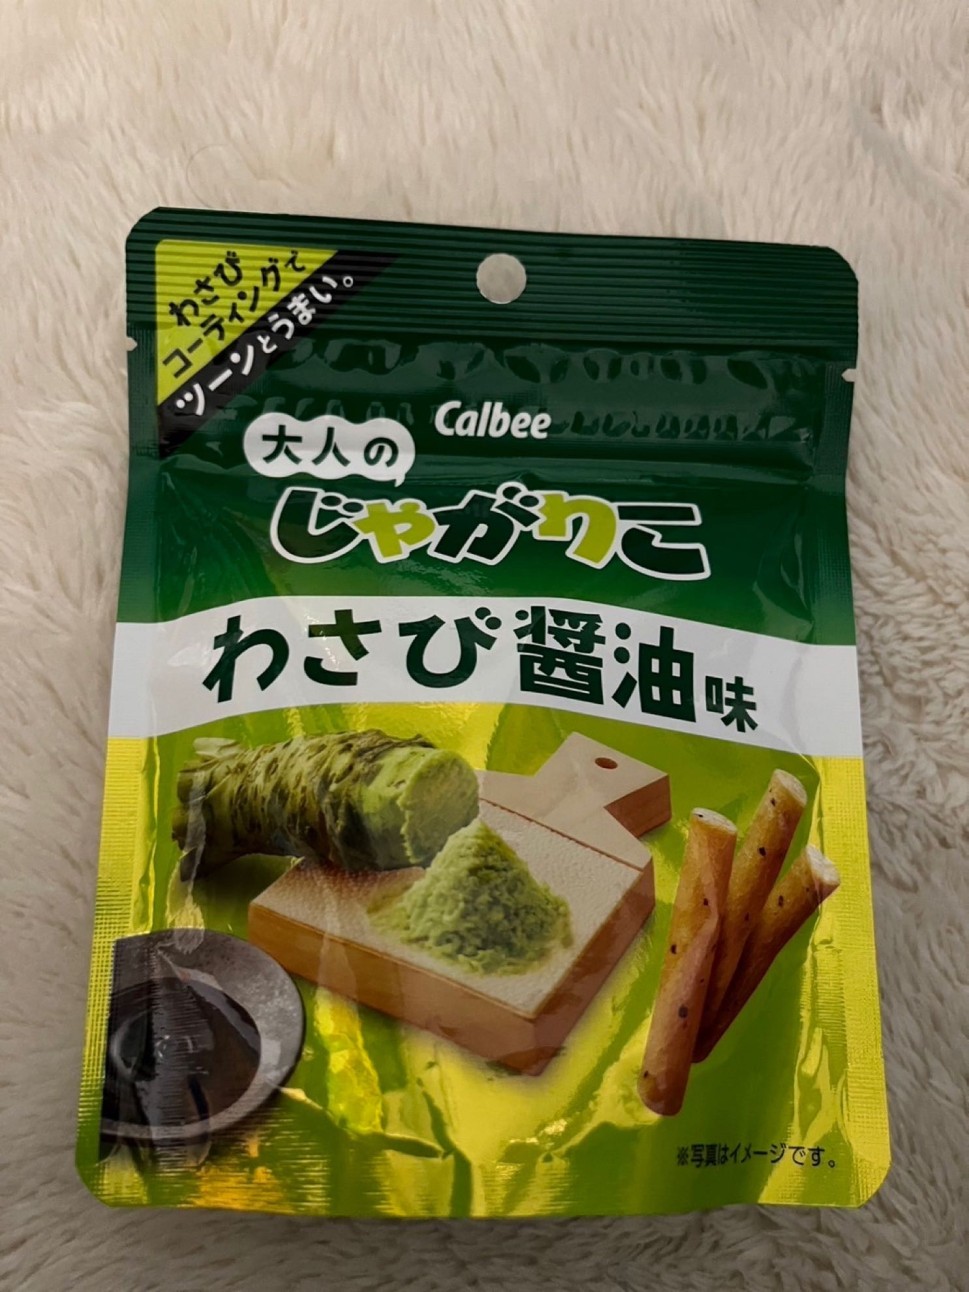 わさび
コーティングで
ツーンとうまい。
Calbee
大人の
じゃがりこ
わさび醤油味
※写真はイメージです。